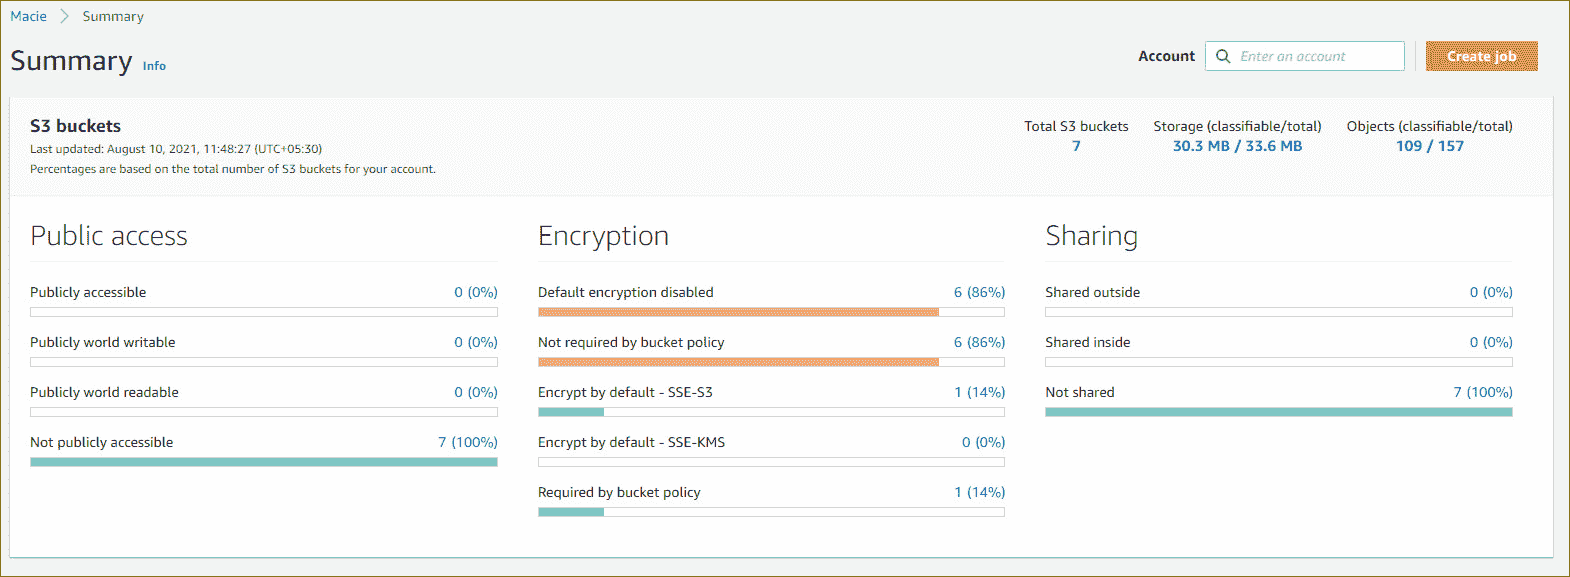 Macie > Summary
Summary Info
Account Enter an account Create job
S3 buckets
Last updated: August 10, 2021, 11:48:27 (UTC+05:30)
Percentages are based on the total number of S3 buckets for your account.
Total S3 buckets
7
Storage (classifiable/total)
30.3 MB / 33.6 MB
Objects (classifiable/total)
109 / 157
Public access
Publicly accessible 0 (0%)
Publicly world writable 0 (0%)
Publicly world readable 0 (0%)
Not publicly accessible 7 (100%)
Encryption
Default encryption disabled 6 (86%)
Not required by bucket policy 6 (86%)
Encrypt by default - SSE-S3 1 (14%)
Encrypt by default - SSE-KMS 0 (0%)
Required by bucket policy 1 (14%)
Sharing
Shared outside 0 (0%)
Shared inside 0 (0%)
Not shared 7 (100%)